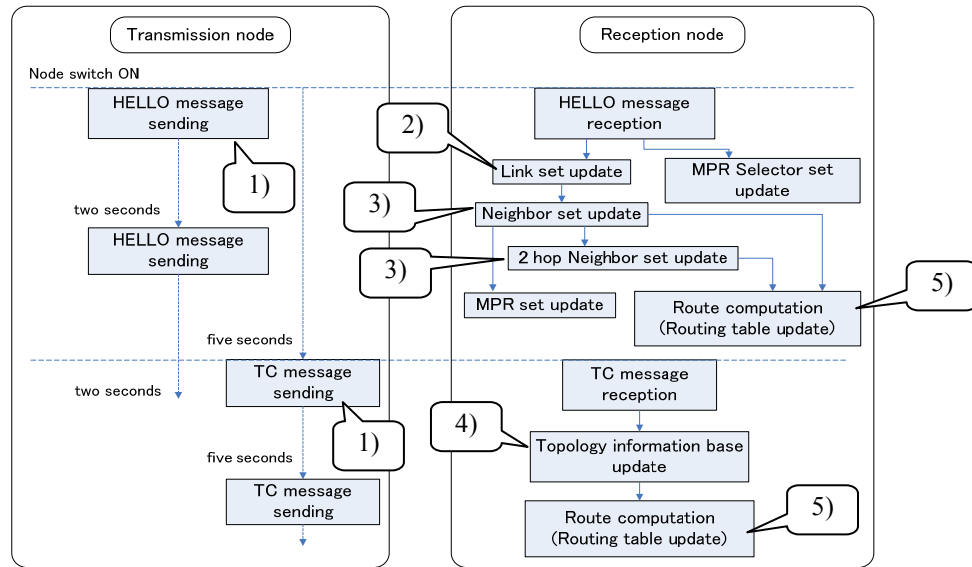 Transmission node
Reception node
Node switch ON
HELLO message
sending
1)
two seconds
HELLO message
sending
five seconds
two seconds
TC message
sending
1)
five seconds
TC message
sending
HELLO message
reception
2)
Link set update
MPR Selector set
update
3)
Neighbor set update
3)
2 hop Neighbor set update
MPR set update
5)
Route computation
(Routing table update)
TC message
reception
4)
Topology information base
update
5)
Route computation
(Routing table update)